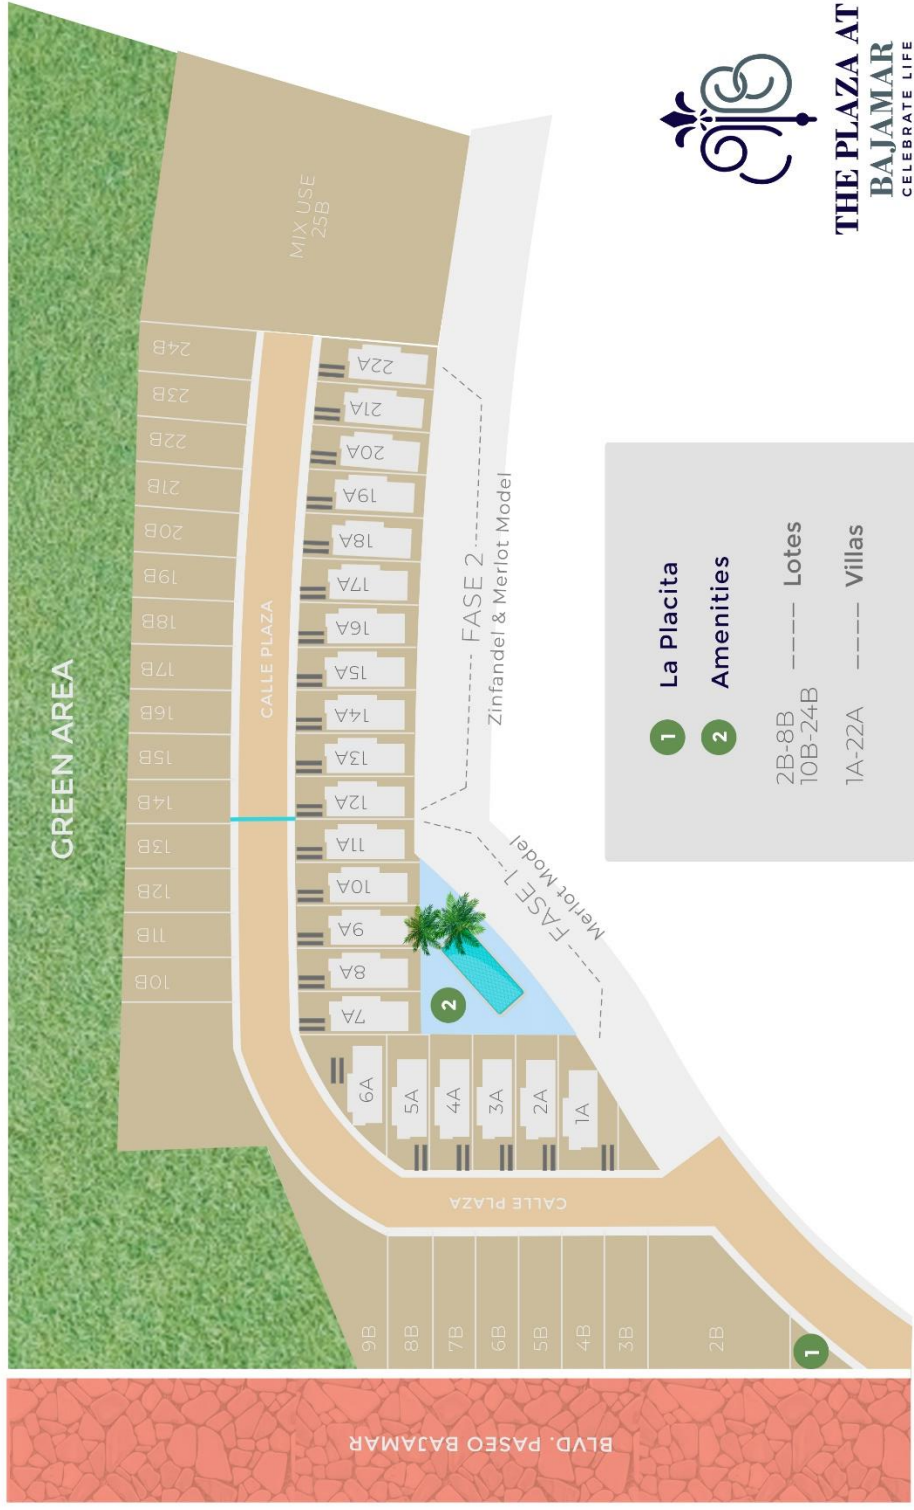 GREEN AREA
MIX USE
25B
24B
23B
22B
21B
20B
19B
18B
17B
16B
15B
14B
13B
12B
11B
10B
CALLE PLAZA
22A
21A
20A
19A
18A
17A
16A
15A
14A
13A
12A
11A
10A
9A
8A
7A
6A
5A
4A
3A
2A
1A
FASE 2
Zinfandel & Merlot Model
FASE 1
Merlot Model
2
CALLE PLAZA
9B
8B
7B
6B
5B
4B
3B
2B
1
BLVD. PASEO BAJAMAR
1 La Placita
2 Amenities
2B-8B
10B-24B ---- Lotes
1A-22A ---- Villas
THE PLAZA AT
BAJAMAR
CELEBRATE LIFE